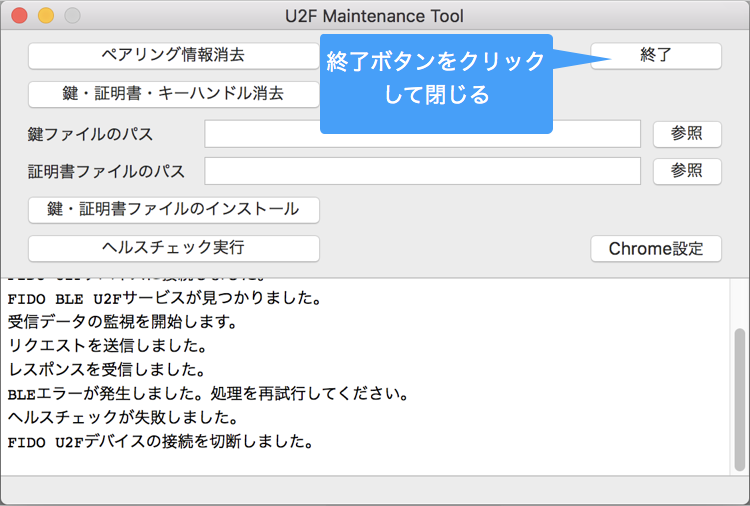 U2F Maintenance Tool
ペアリング情報消去
終了ボタンをクリック
して閉じる
終了
鍵・証明書・キーハンドル消去
鍵ファイルのパス
参照
証明書ファイルのパス
参照
鍵・証明書ファイルのインストール
ヘルスチェック実行
Chrome設定
FIDO BLE U2Fサービスが見つかりました。
受信データの監視を開始します。
リクエストを送信しました。
レスポンスを受信しました。
BLEエラーが発生しました。処理を再試行してください。
ヘルスチェックが失敗しました。
FIDO U2Fデバイスの接続を切断しました。